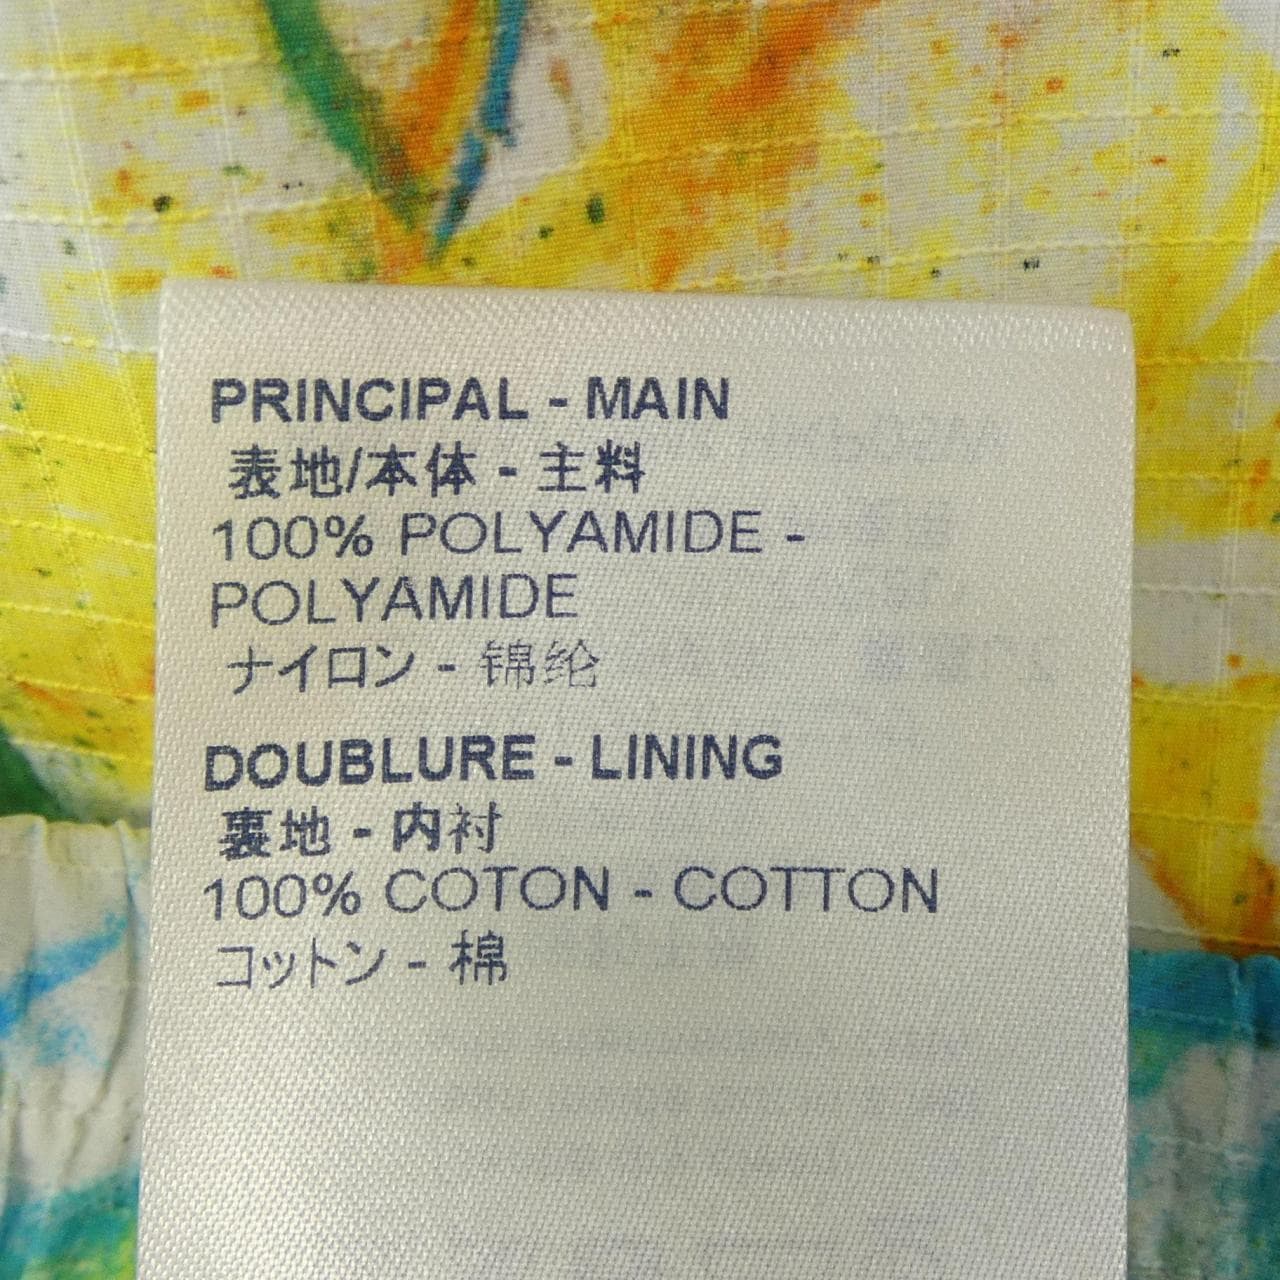 PRINCIPAL - MAIN
表地/本体 - 主料
100% POLYAMIDE -
POLYAMIDE
ナイロン - 锦纶
DOUBLURE - LINING
裏地 - 内衬
100% COTON - COTTON
コットン - 棉